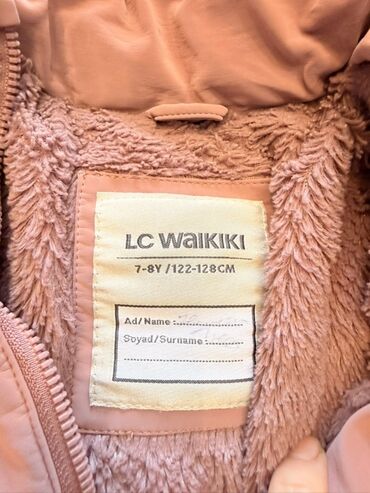 LC WAIKIKI
7-8Y /122-128CM
Ad/Name :
Soyad/Surname :